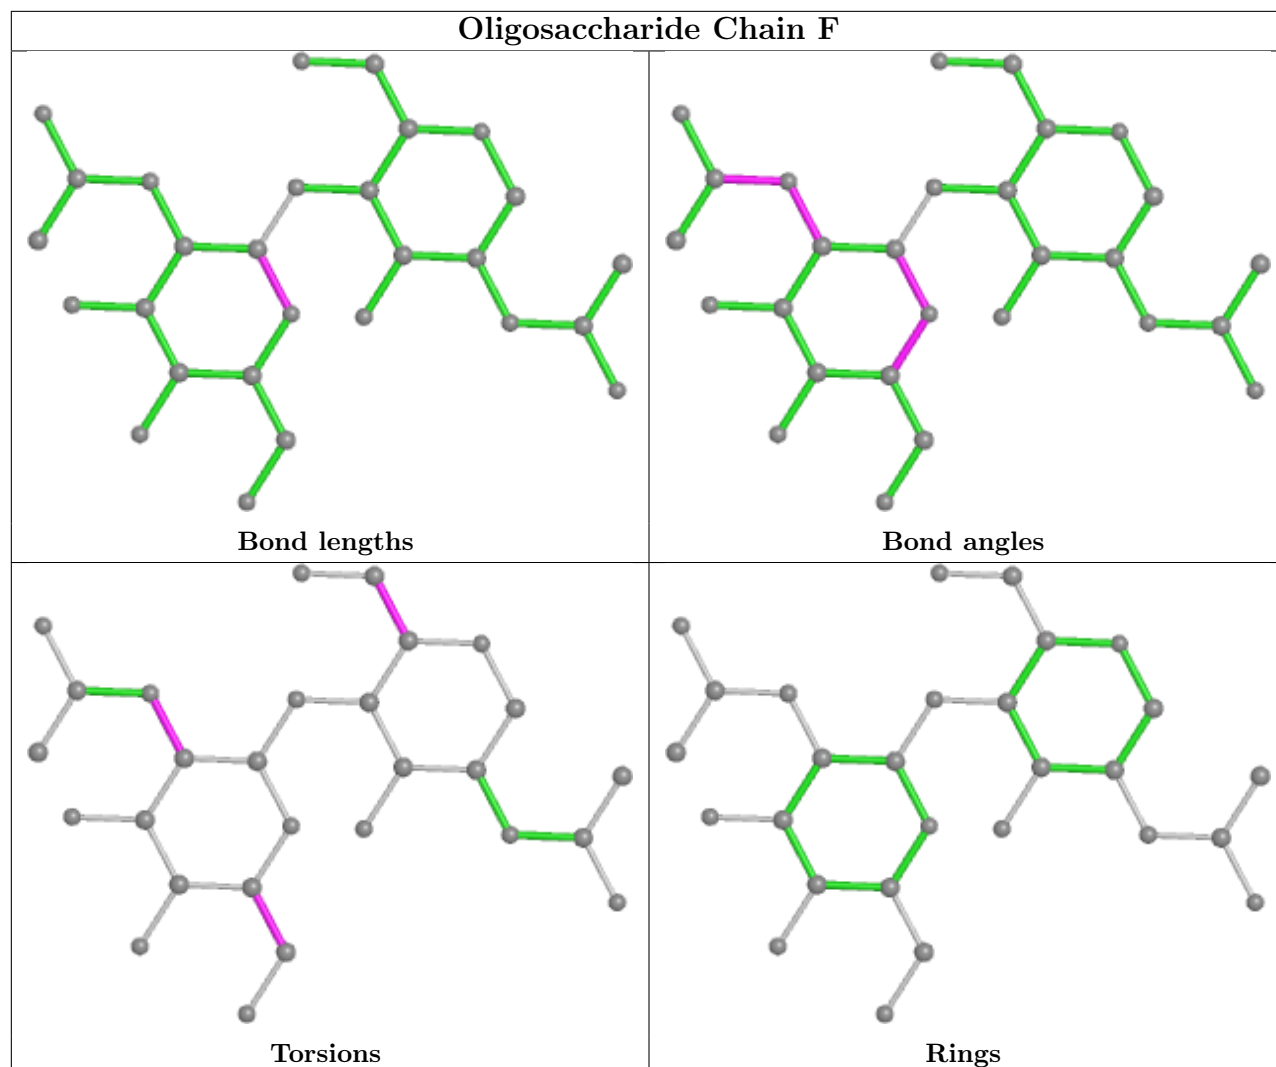 Oligosaccharide Chain F
Bond lengths
Bond angles
Torsions
Rings